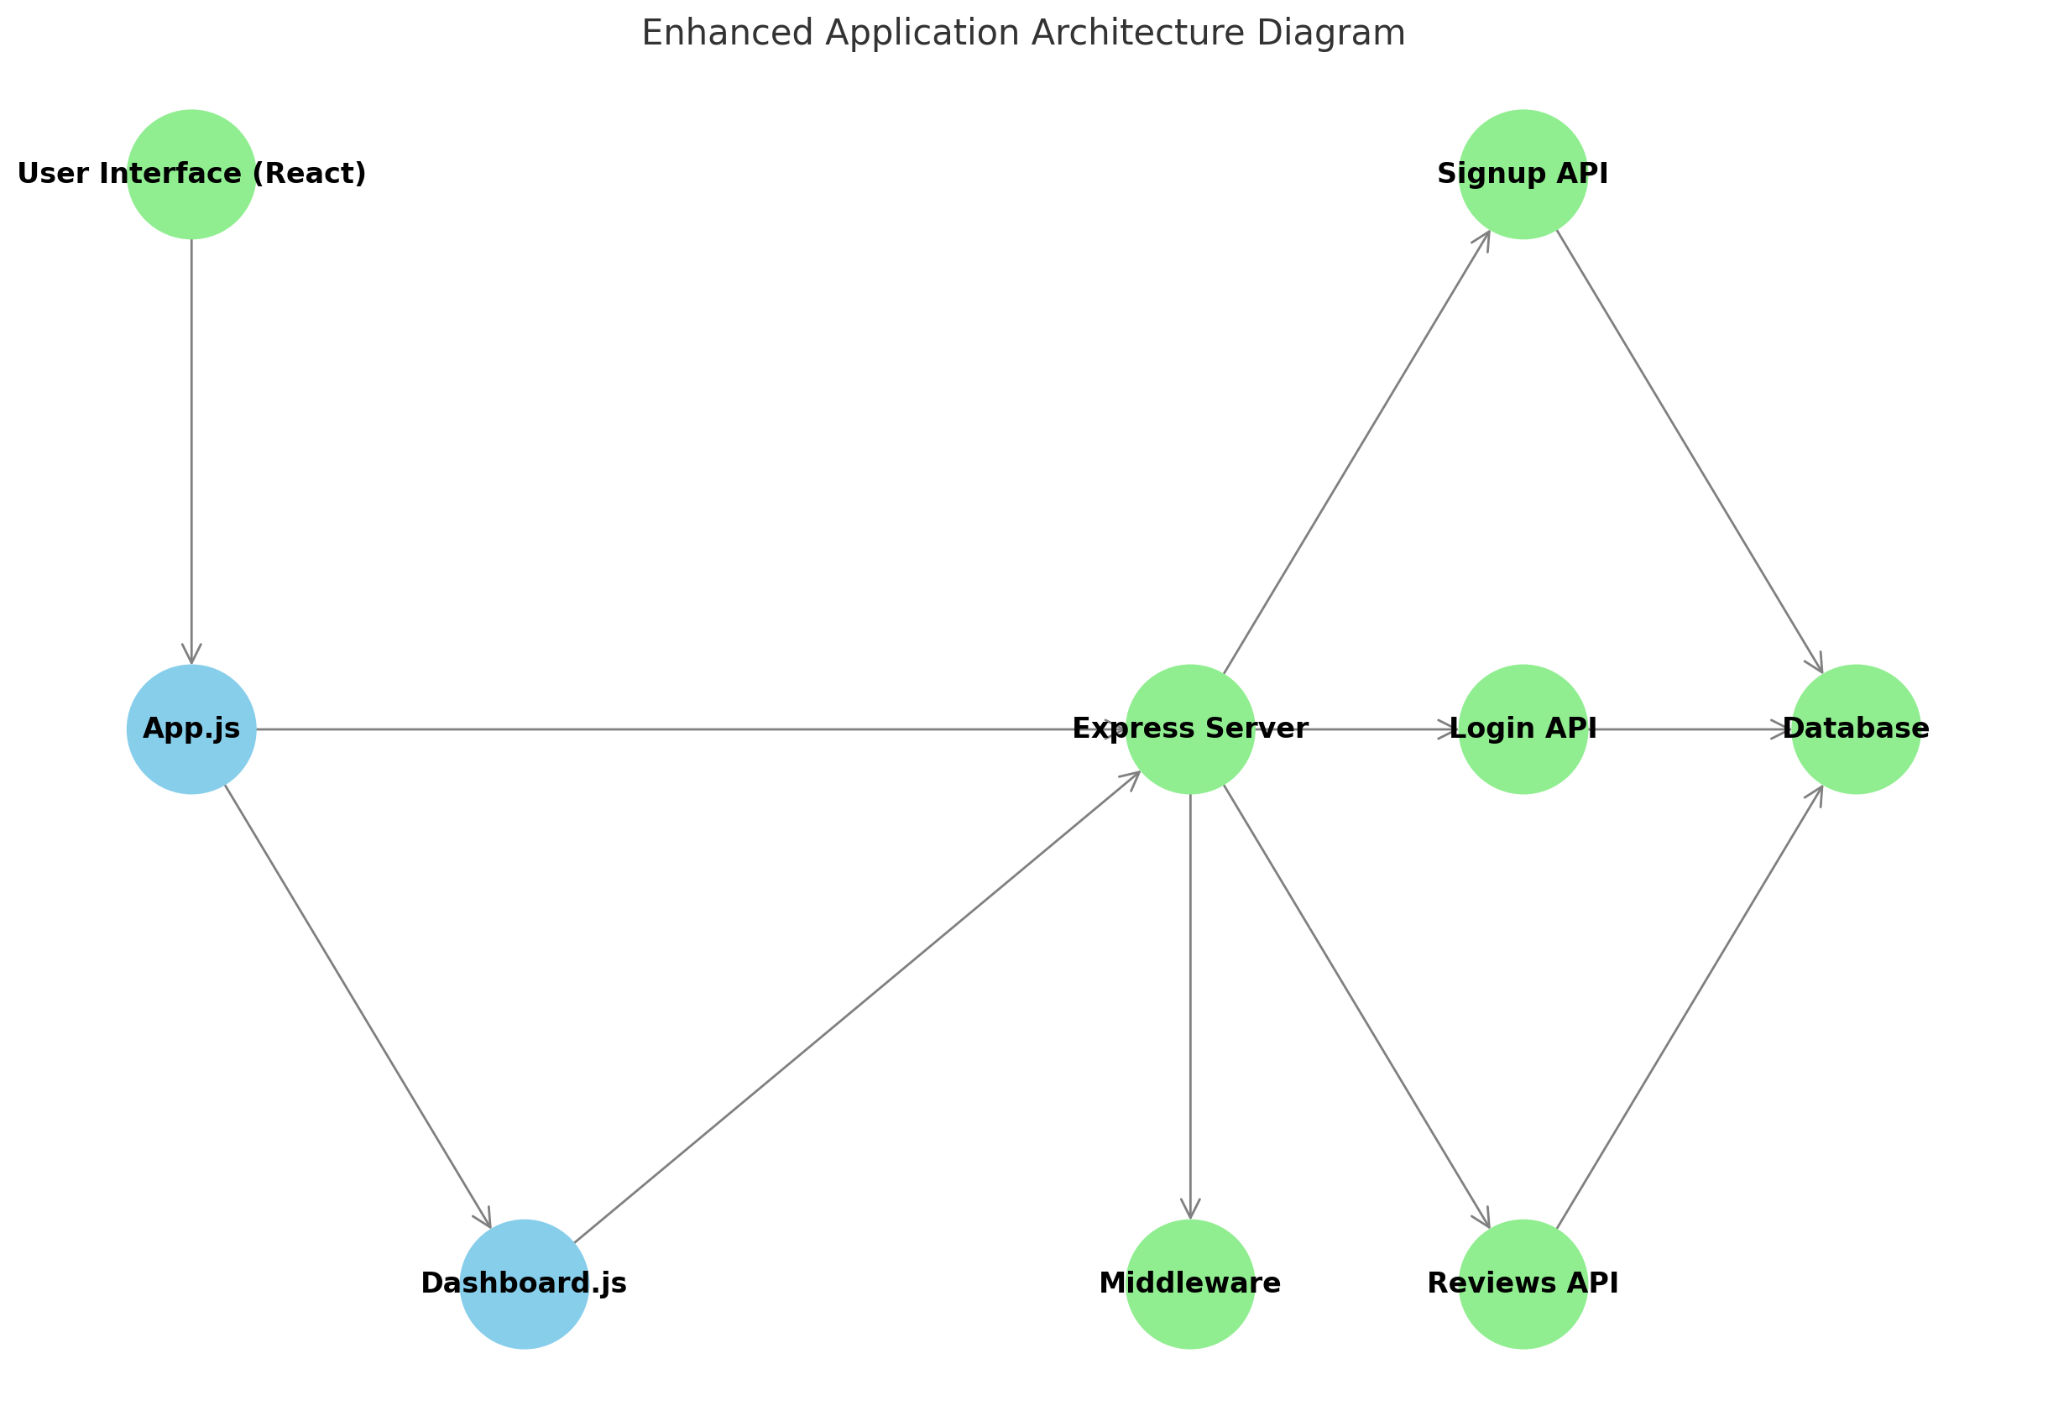 Enhanced Application Architecture Diagram
User Interface (React)
Signup API
App.js
Express Server
Login API
Database
Dashboard.js
Middleware
Reviews API